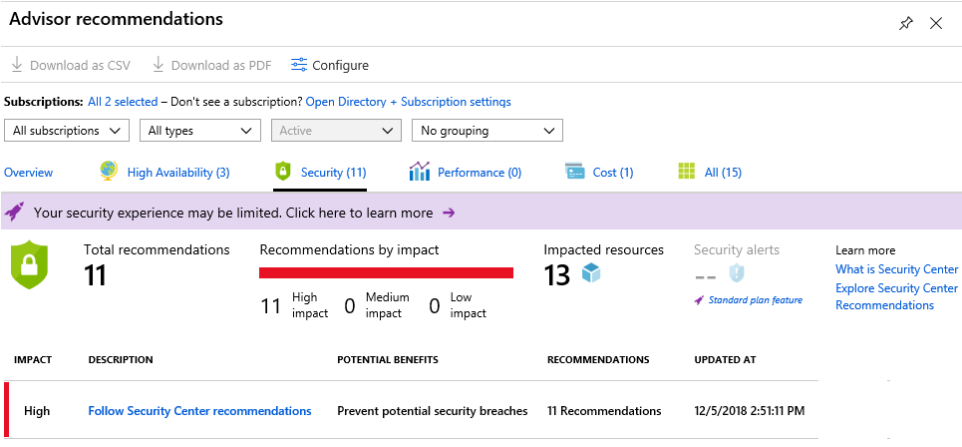 Advisor recommendations
Download as CSV Download as PDF Configure
Subscriptions: All 2 selected – Don't see a subscription? Open Directory + Subscription settings
All subscriptions All types Active No grouping
Overview High Availability (3) Security (11) Performance (0) Cost (1) All (15)
Your security experience may be limited. Click here to learn more →
Total recommendations Recommendations by impact Impacted resources Security alerts Learn more
11 13 -- What is Security Center
11 High impact 0 Medium impact 0 Low impact Standard plan feature Explore Security Center
Recommendations
IMPACT DESCRIPTION POTENTIAL BENEFITS RECOMMENDATIONS UPDATED AT
High Follow Security Center recommendations Prevent potential security breaches 11 Recommendations 12/5/2018 2:51:11 PM